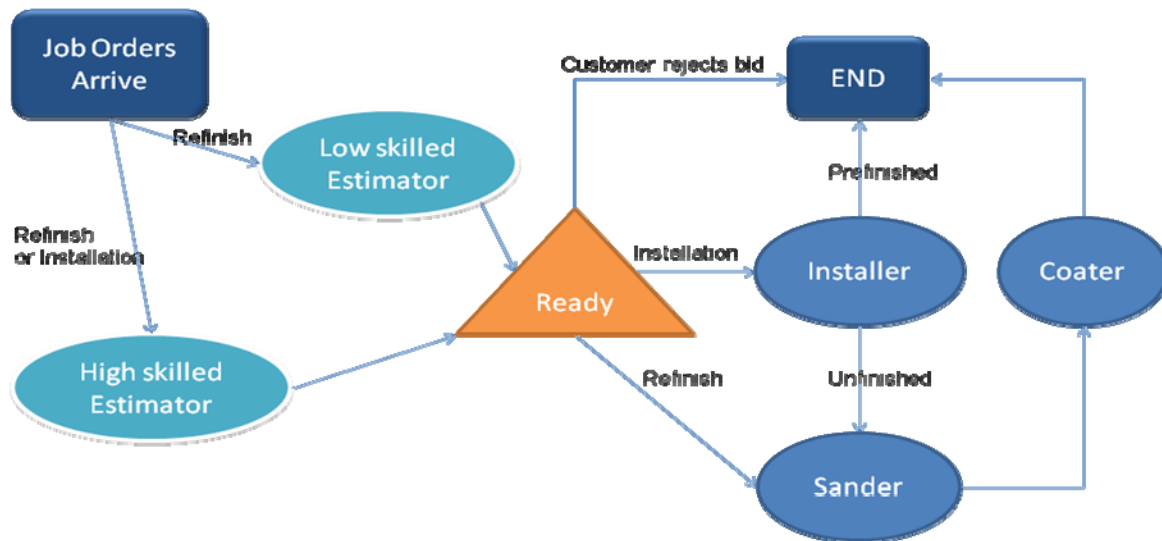 Job Orders
Arrive
Customer rejects bid
END
Refinish
Low skilled
Estimator
Prefinished
Refinish
or Installation
Installation
Installer
Coater
Ready
High skilled
Estimator
Refinish
Unfinished
Sander